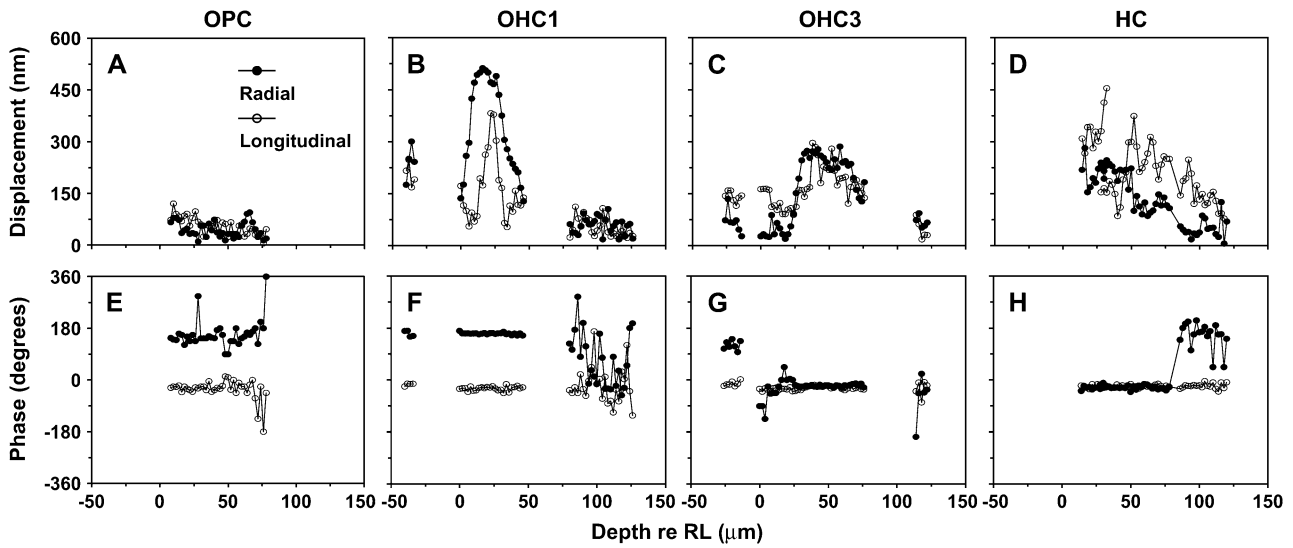 OPC OHC1 OHC3 HC
600
450
300
150
0
Displacement (nm)
A B C D
Radial
Longitudinal
360
180
0
-180
-360
Phase (degrees)
E F G H
-50 0 50 100 150 -50 0 50 100 150 -50 0 50 100 150 -50 0 50 100 150
Depth re RL (μm)